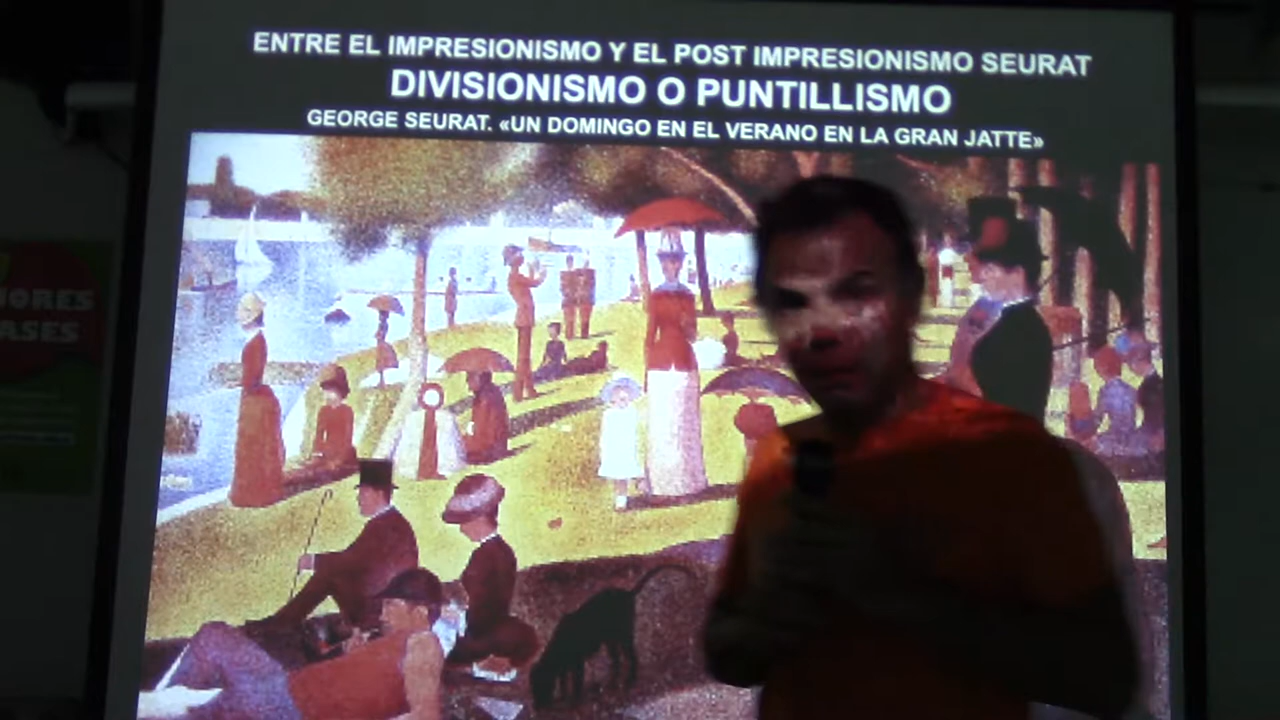 ENTRE EL IMPRESIONISMO Y EL POST IMPRESIONISMO SEURAT
DIVISIONISMO O PUNTILLISMO
GEORGE SEURAT. «UN DOMINGO EN EL VERANO EN LA GRAN JATTE»